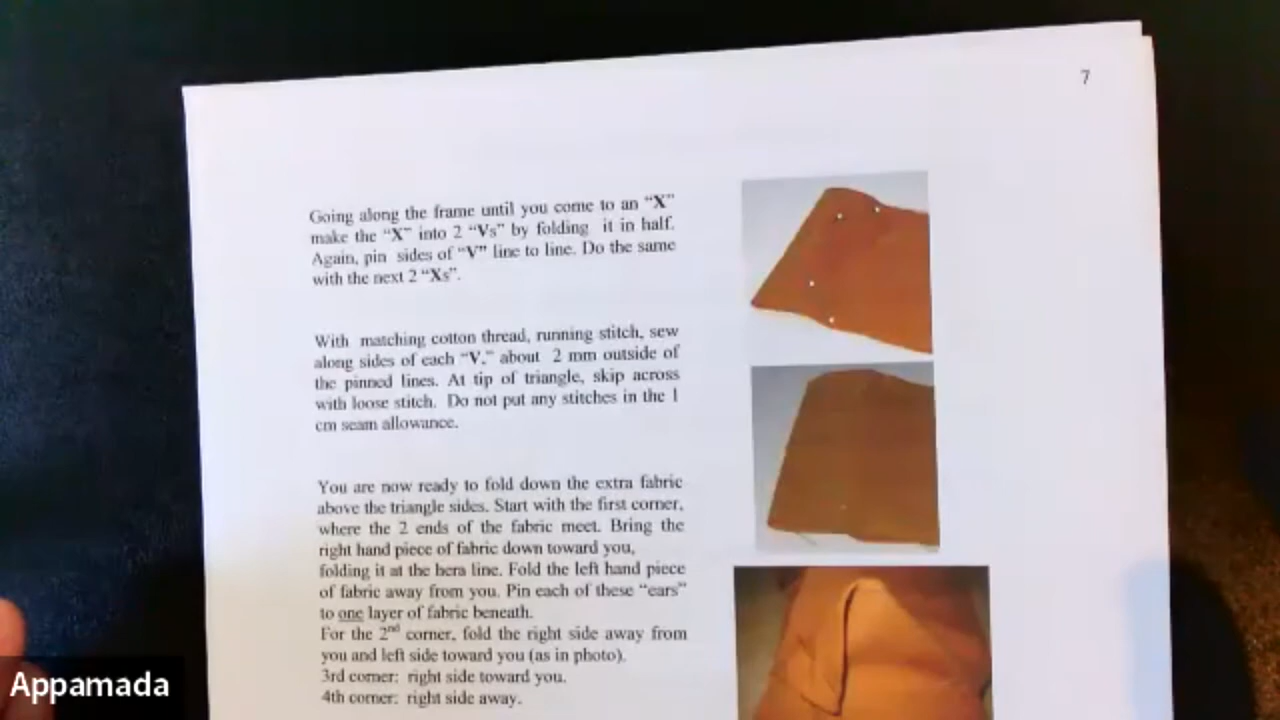 7
Going along the frame until you come to an “X”
make the “X” into 2 “Vs” by folding it in half.
Again, pin sides of “V” line to line. Do the same
with the next 2 “Xs”.
With matching cotton thread, running stitch, sew
along sides of each “V.” about 2 mm outside of
the pinned lines. At tip of triangle, skip across
with loose stitch. Do not put any stitches in the 1
cm seam allowance.
You are now ready to fold down the extra fabric
above the triangle sides. Start with the first corner,
where the 2 ends of the fabric meet. Bring the
right hand piece of fabric down toward you,
folding it at the hera line. Fold the left hand piece
of fabric away from you. Pin each of these “ears”
to one layer of fabric beneath.
For the 2nd corner, fold the right side away from
you and left side toward you (as in photo).
3rd corner: right side toward you.
4th corner: right side away.
Appamada